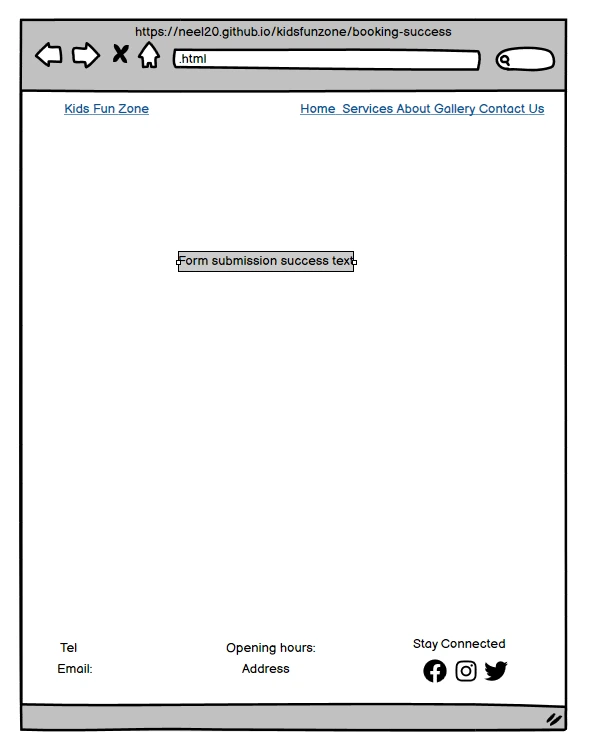 https://neel20.github.io/kidsfunzone/booking-success
.html
Kids Fun Zone
Home Services About Gallery Contact Us
Form submission success text
Tel
Opening hours:
Stay Connected
Email:
Address